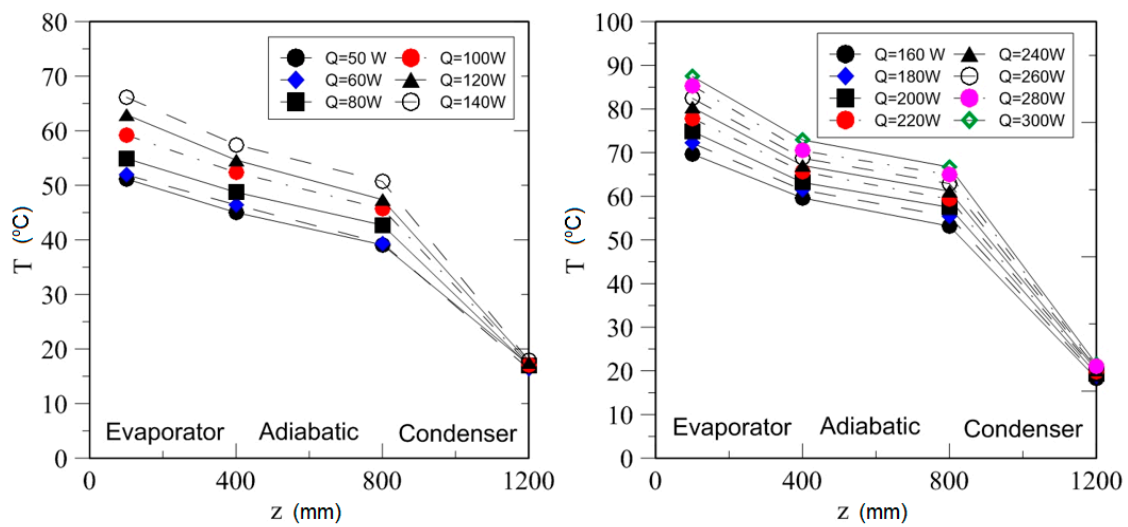 80
70
60
50
40
30
20
10
0
T (ºC)
Q=50 W Q=100W
Q=60W Q=120W
Q=80W Q=140W
Evaporator Adiabatic Condenser
0 400 800 1200
z (mm)
100
90
80
70
60
50
40
30
20
10
0
T (ºC)
Q=160 W Q=240W
Q=180W Q=260W
Q=200W Q=280W
Q=220W Q=300W
Evaporator Adiabatic Condenser
0 400 800 1200
z (mm)